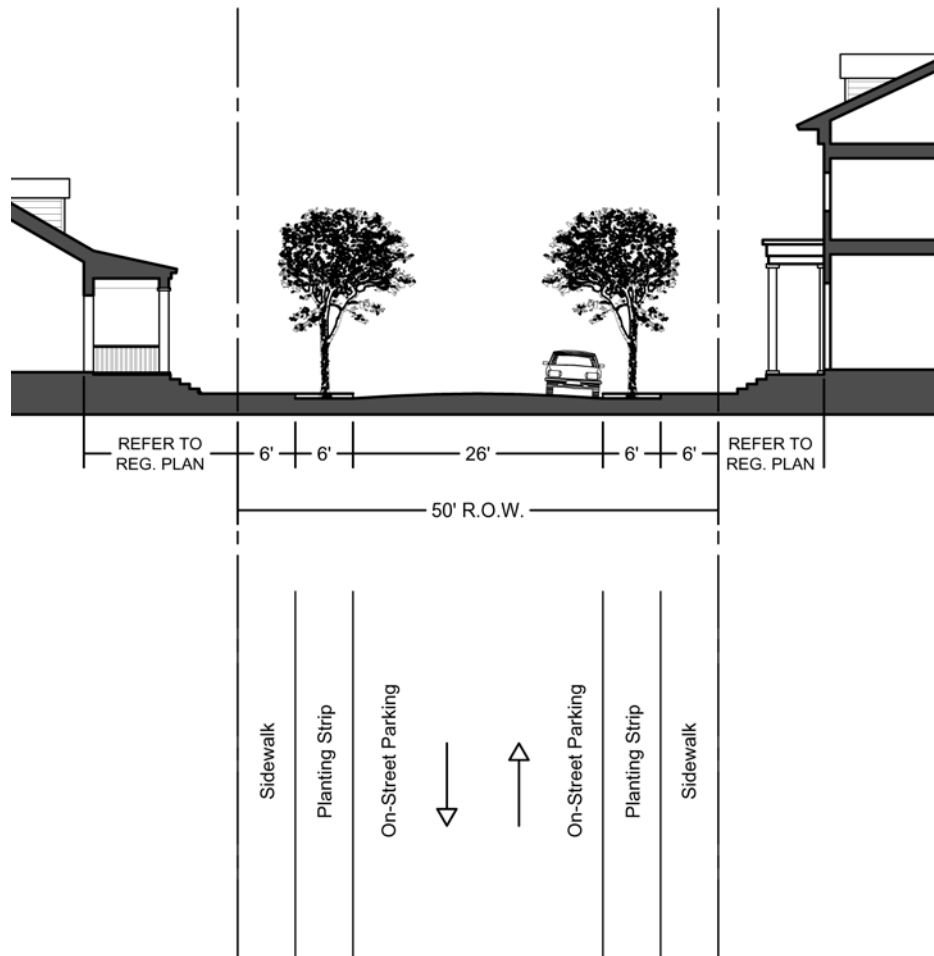 REFER TO
REG. PLAN
6'
6'
26'
6'
6'
REFER TO
REG. PLAN
50' R.O.W.
Sidewalk
Planting Strip
On-Street Parking
On-Street Parking
Planting Strip
Sidewalk